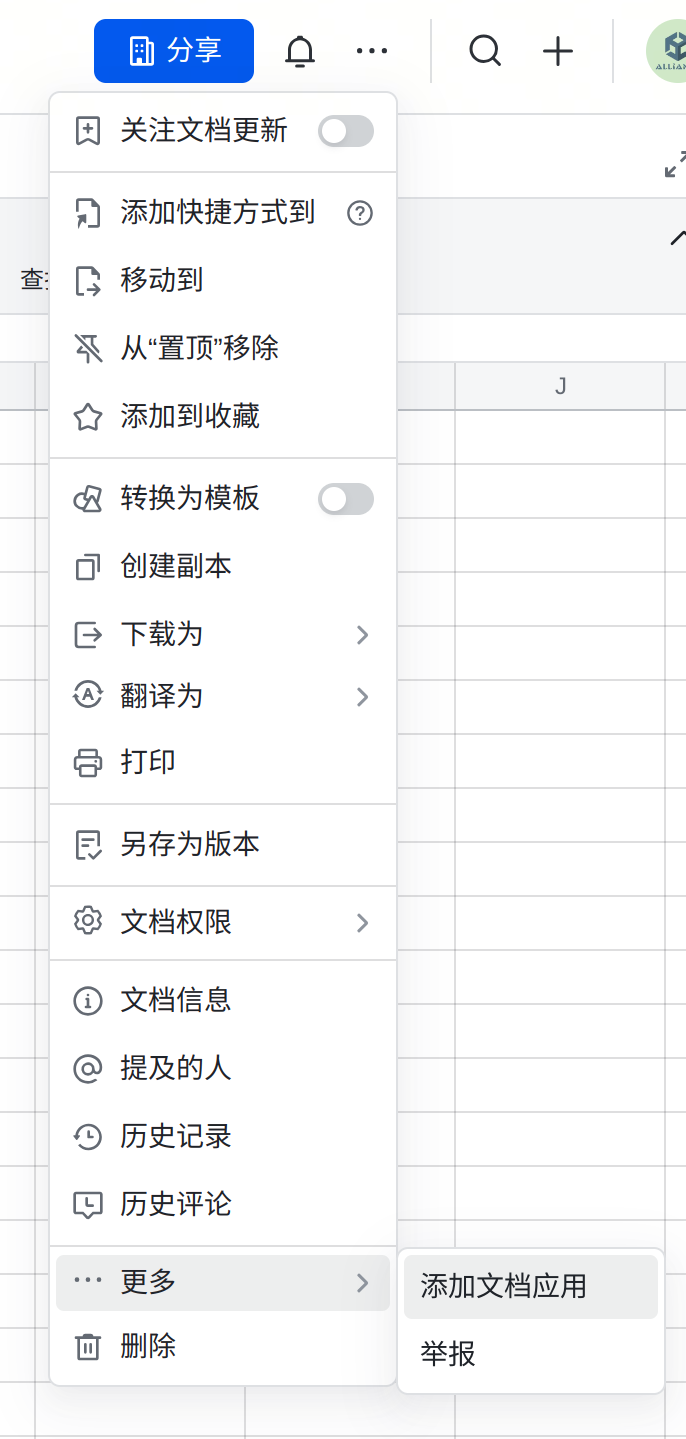 分享
关注文档更新
添加快捷方式到
移动到
查
从“置顶”移除
添加到收藏
J
转换为模板
创建副本
下载为
翻译为
打印
另存为版本
文档权限
文档信息
提及的人
历史记录
历史评论
更多
添加文档应用
删除
举报